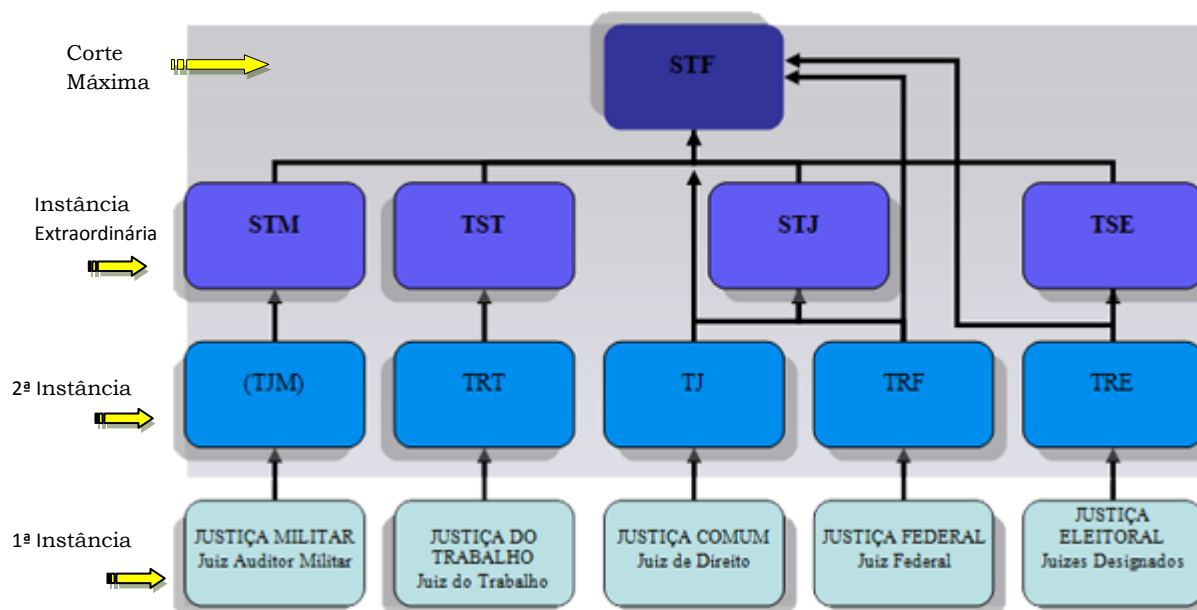 Corte
Máxima
STF
Instância
Extraordinária
STM
TST
STJ
TSE
2ª Instância
(TJM)
TRT
TJ
TRF
TRE
1ª Instância
JUSTIÇA MILITAR
Juiz Auditor Militar
JUSTIÇA DO
TRABALHO
Juiz do Trabalho
JUSTIÇA COMUM
Juiz de Direito
JUSTIÇA FEDERAL
Juiz Federal
JUSTIÇA
ELEITORAL
Juizes Designados